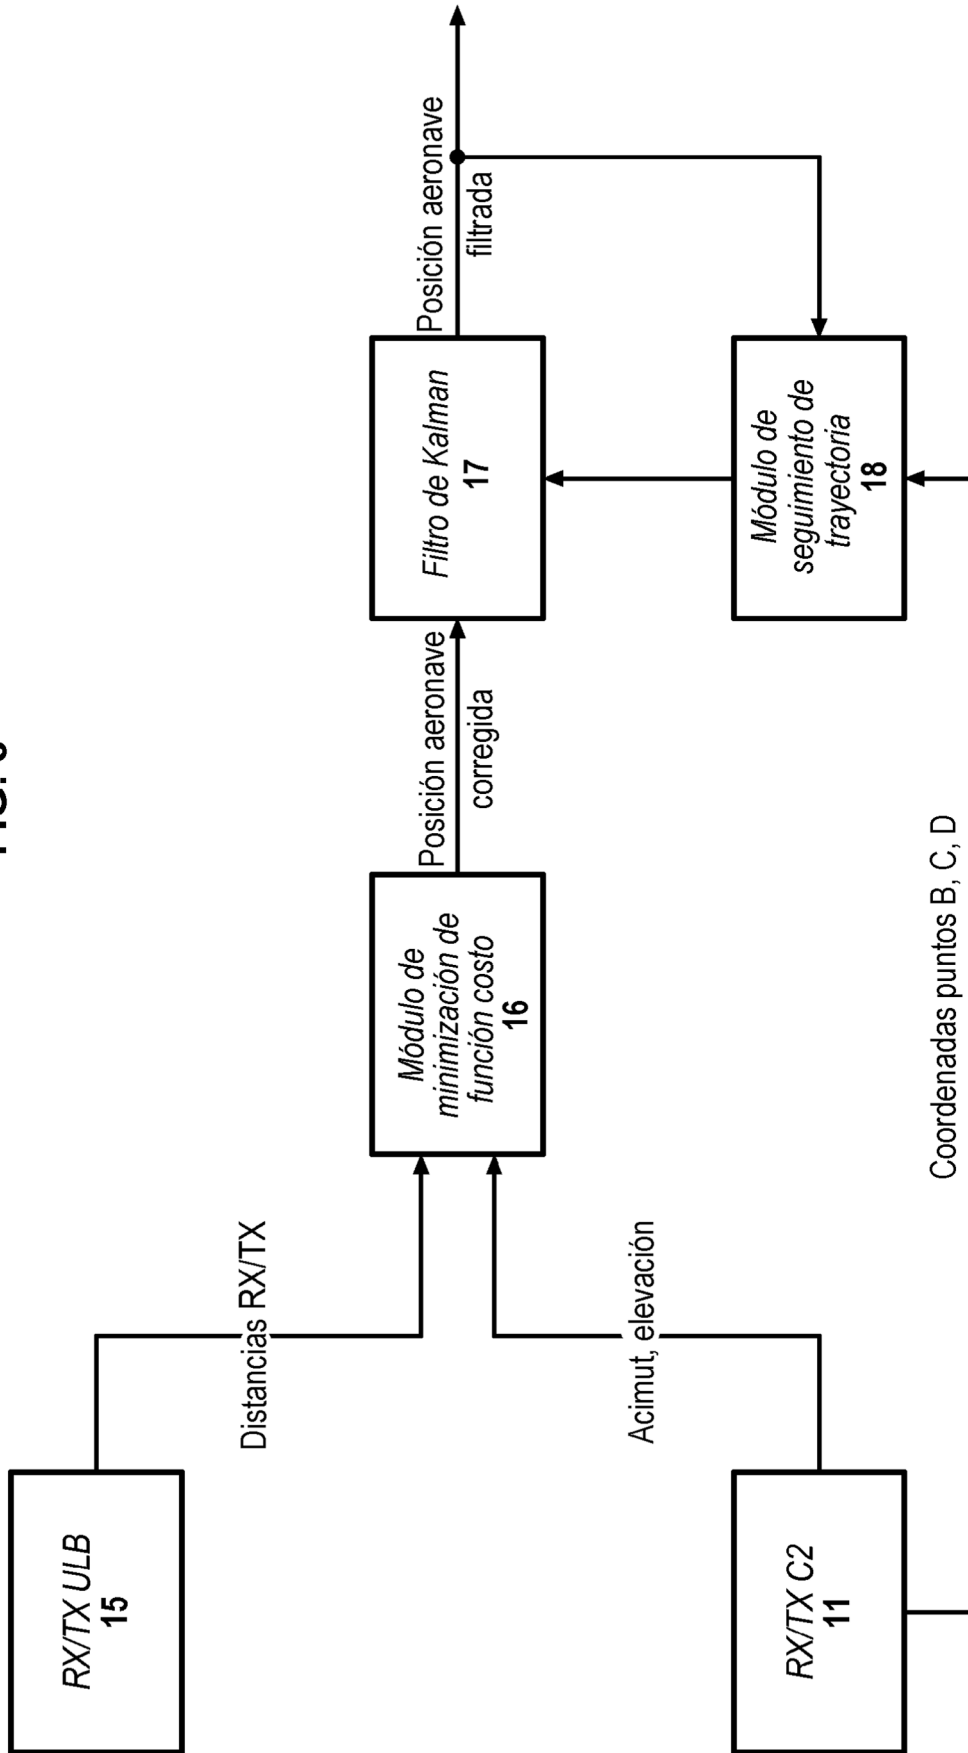 RX/TX ULB
15
Distancias RX/TX
Módulo de
minimización de
función costo
16
Posición aeronave
corregida
Filtro de Kalman
17
Posición aeronave
filtrada
RX/TX C2
11
Acimut, elevación
Módulo de
seguimiento de
trayectoria
18
Coordenadas puntos B, C, D